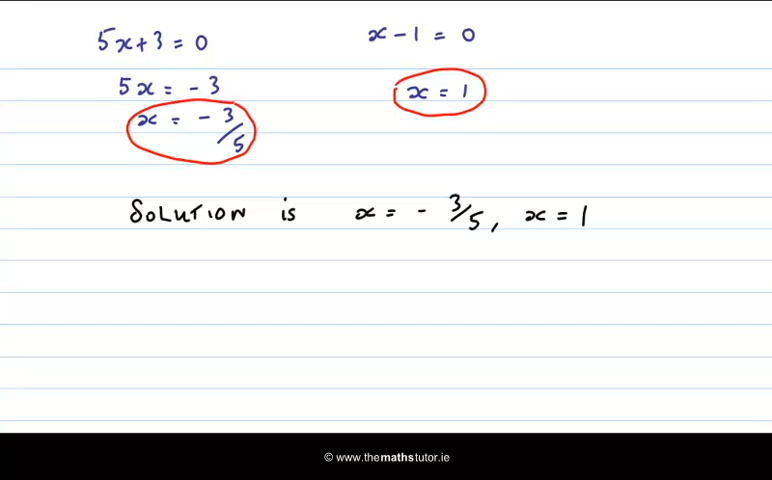 5x+3=0
x-1=0
5x=-3
x=1
x=-3/5
SOLUTION is x=-3/5, x=1
© www.themathstutor.ie